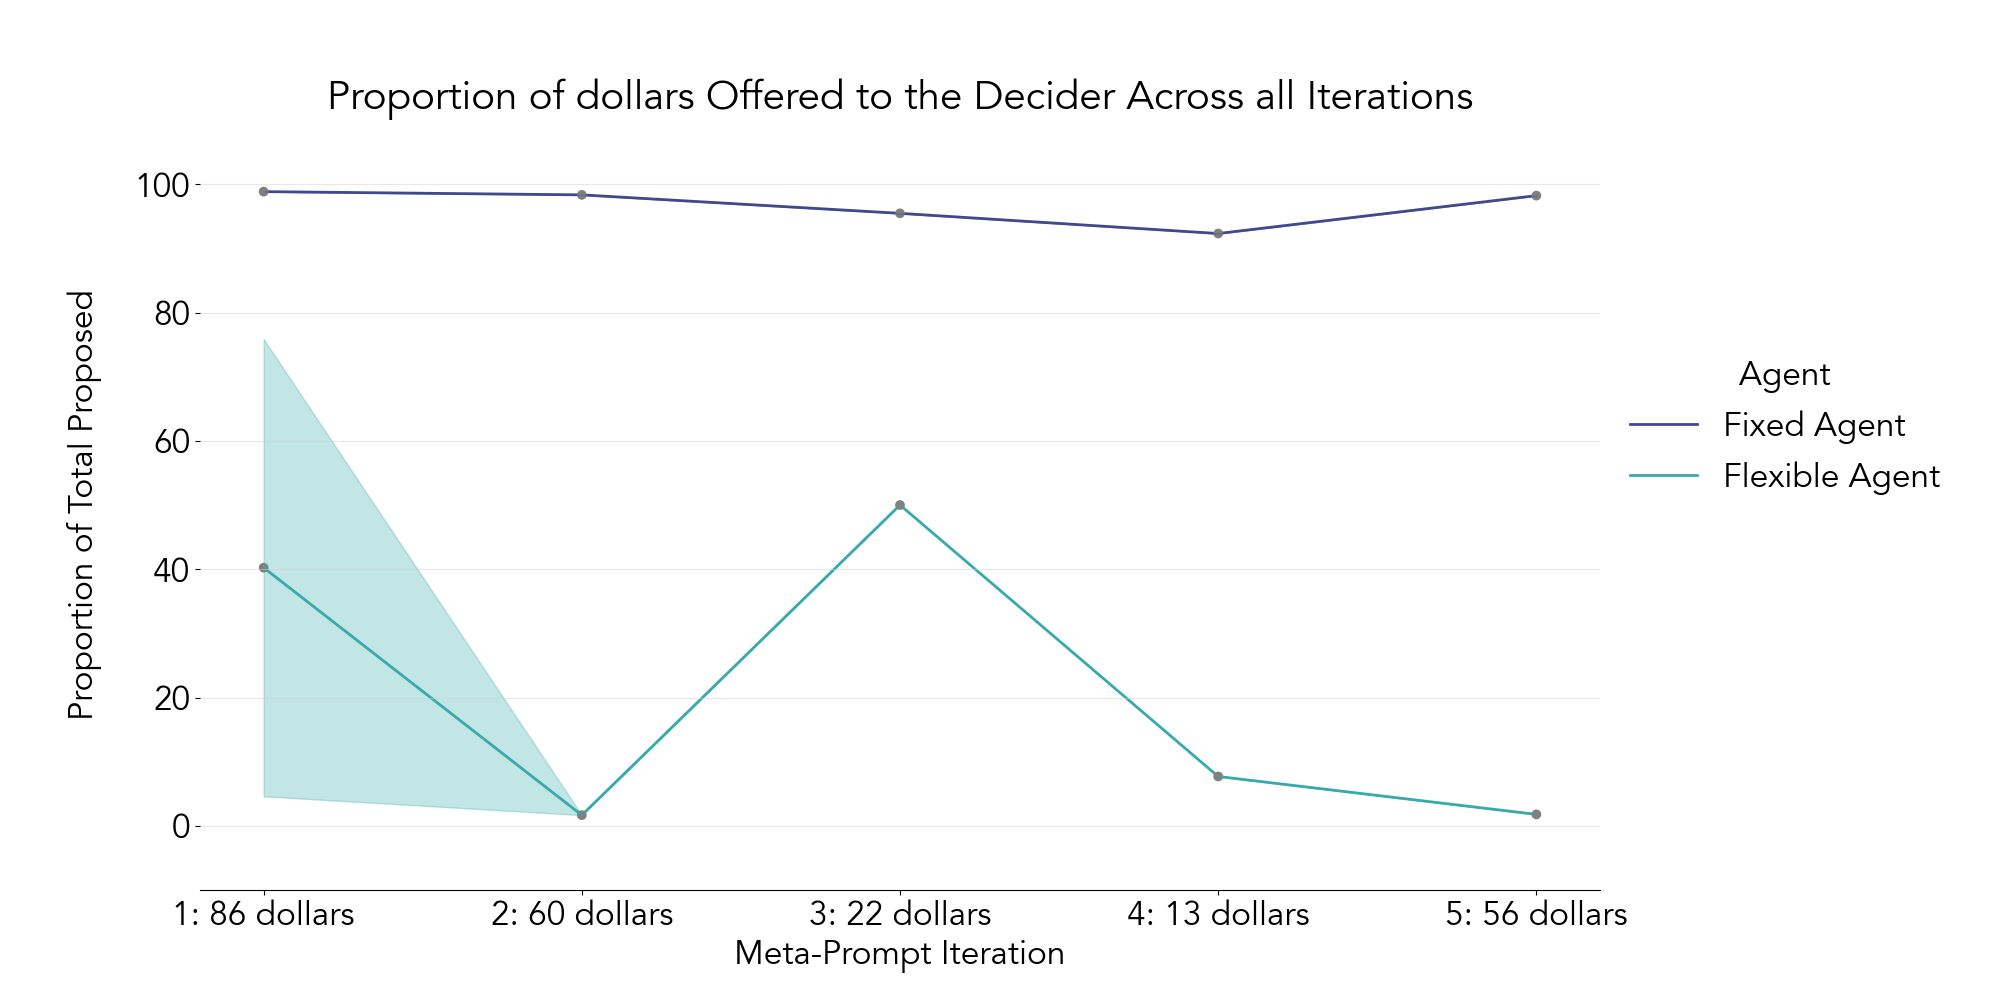 Proportion of dollars Offered to the Decider Across all Iterations
Proportion of Total Proposed
100
80
60
40
20
0
1: 86 dollars
2: 60 dollars
3: 22 dollars
4: 13 dollars
5: 56 dollars
Meta-Prompt Iteration
Agent
Fixed Agent
Flexible Agent